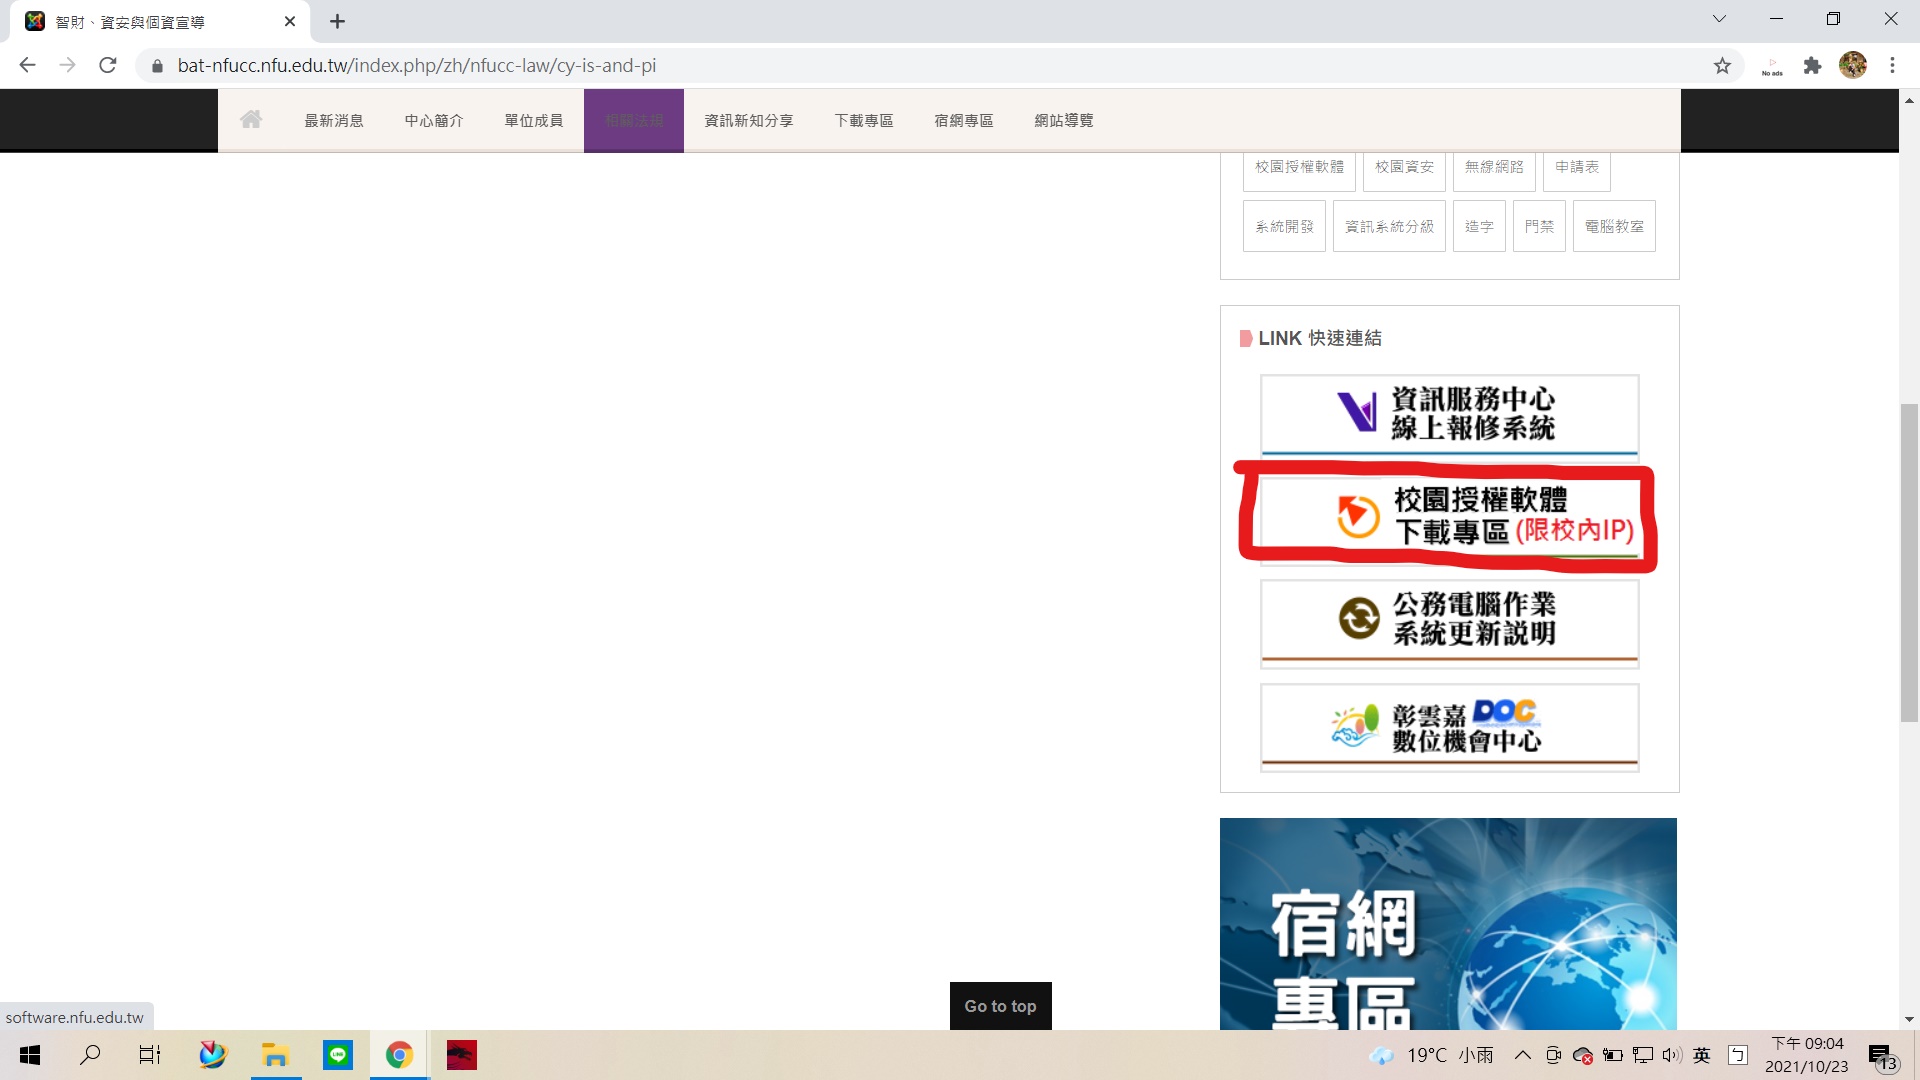 智財、資安與個資宣導
bat-nfucc.nfu.edu.tw/index.php/zh/nfucc-law/cy-is-and-pi
No ads
最新消息 中心簡介 單位成員 相關法規 資訊新知分享 下載專區 宿網專區 網站導覽
校園授權軟體 校園資安 無線網路 申請表
系統開發 資訊系統分級 造字 門禁 電腦教室
LINK 快速連結
資訊服務中心
線上報修系統
校園授權軟體
下載專區(限校內IP)
公務電腦作業
系統更新說明
彰雲嘉 DOC
數位機會中心
宿網
專區
Go to top
software.nfu.edu.tw
LINE
19°C 小雨
英
ㄅ
下午 09:04
2021/10/23
13